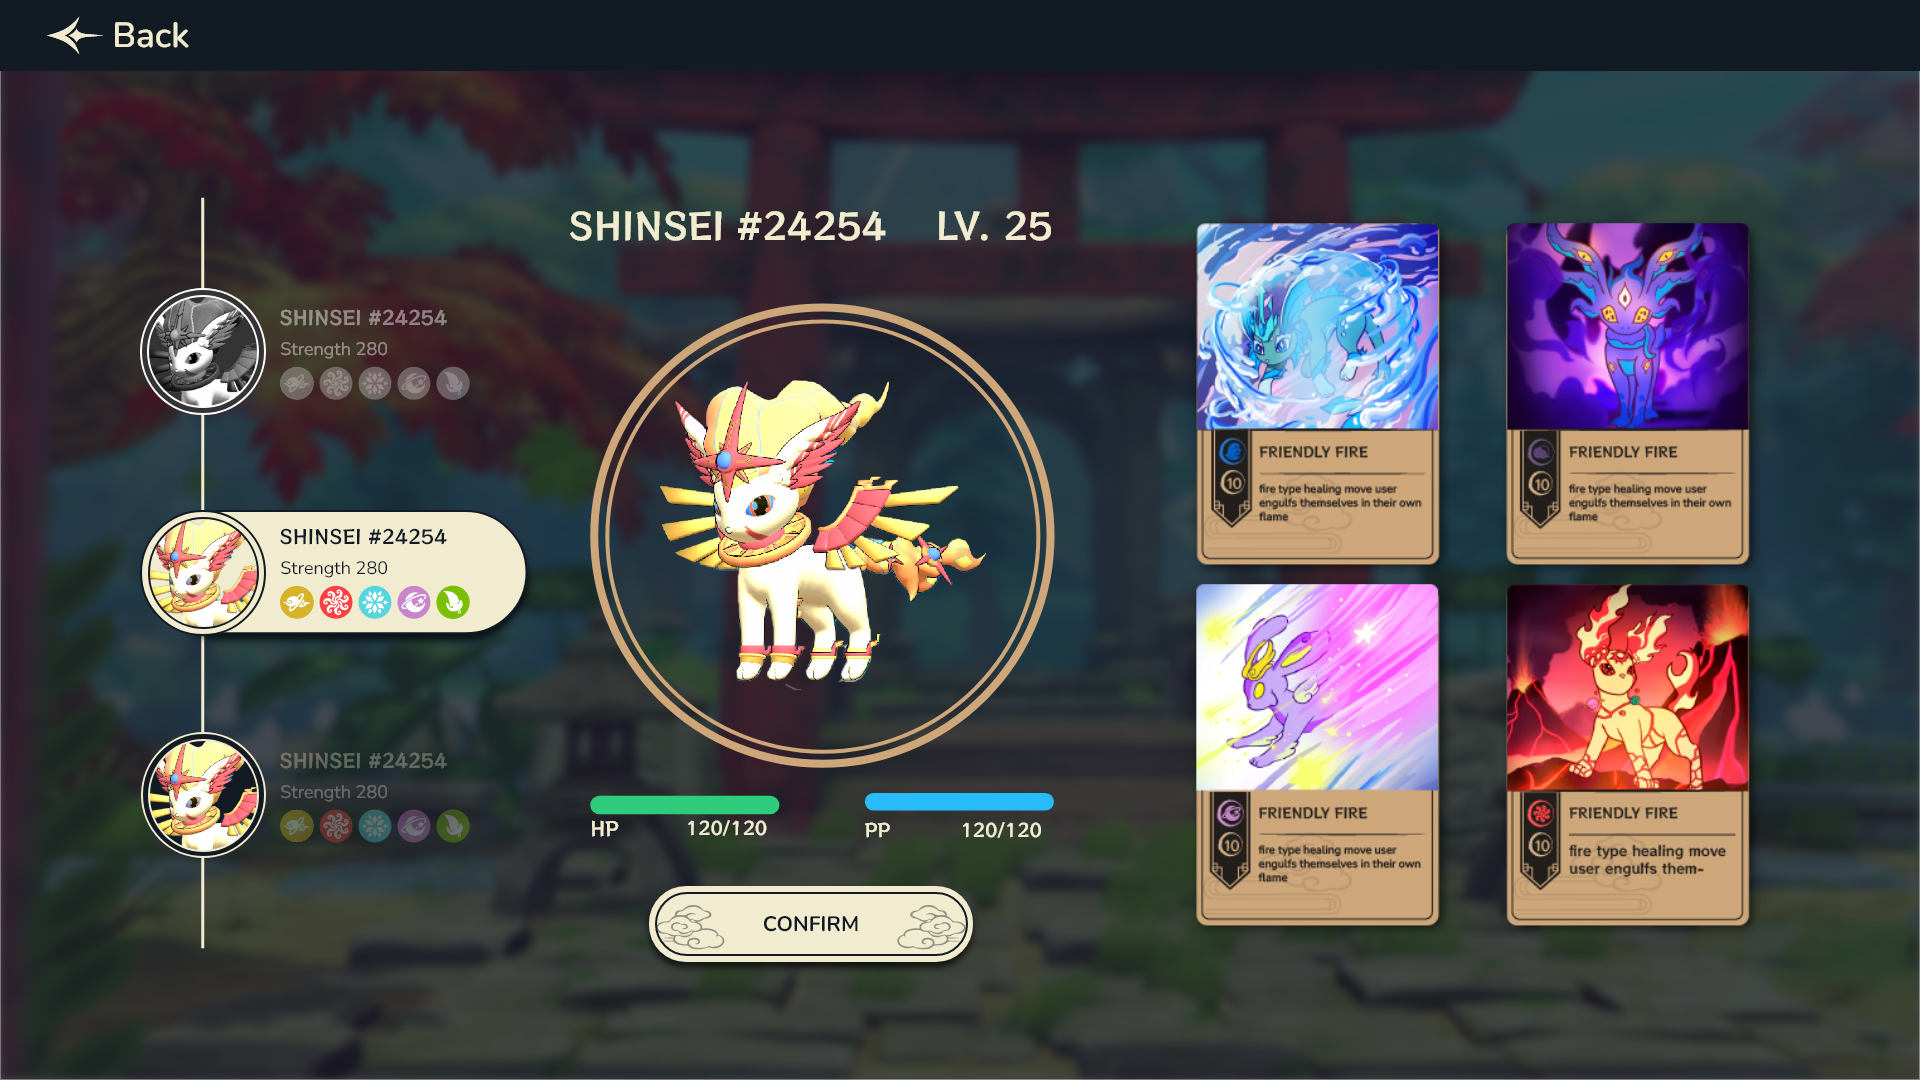 Back
SHINSEI #24254
Strength 280
SHINSEI #24254
Strength 280
SHINSEI #24254
Strength 280
SHINSEI #24254 LV. 25
HP 120/120
PP 120/120
CONFIRM
FRIENDLY FIRE
10
fire type healing move user
engulfs themselves in their own
flame
FRIENDLY FIRE
10
fire type healing move user
engulfs themselves in their own
flame
FRIENDLY FIRE
10
fire type healing move user
engulfs themselves in their own
flame
FRIENDLY FIRE
10
fire type healing move
user engulfs them-